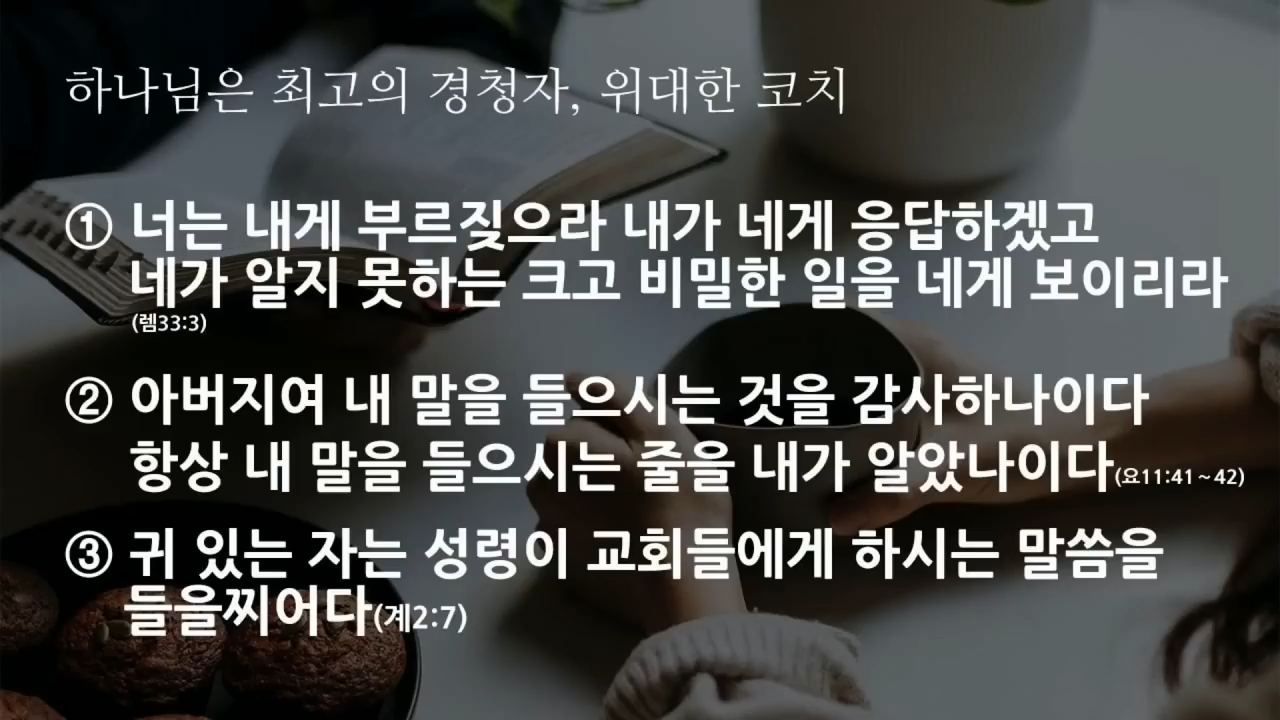 하나님은 최고의 경청자, 위대한 코치
① 너는 내게 부르짖으라 내가 네게 응답하겠고
네가 알지 못하는 크고 비밀한 일을 네게 보이리라
(렘33:3)
② 아버지여 내 말을 들으시는 것을 감사하나이다
항상 내 말을 들으시는 줄을 내가 알았나이다(요11:41~42)
③ 귀 있는 자는 성령이 교회들에게 하시는 말씀을
들을찌어다(계2:7)